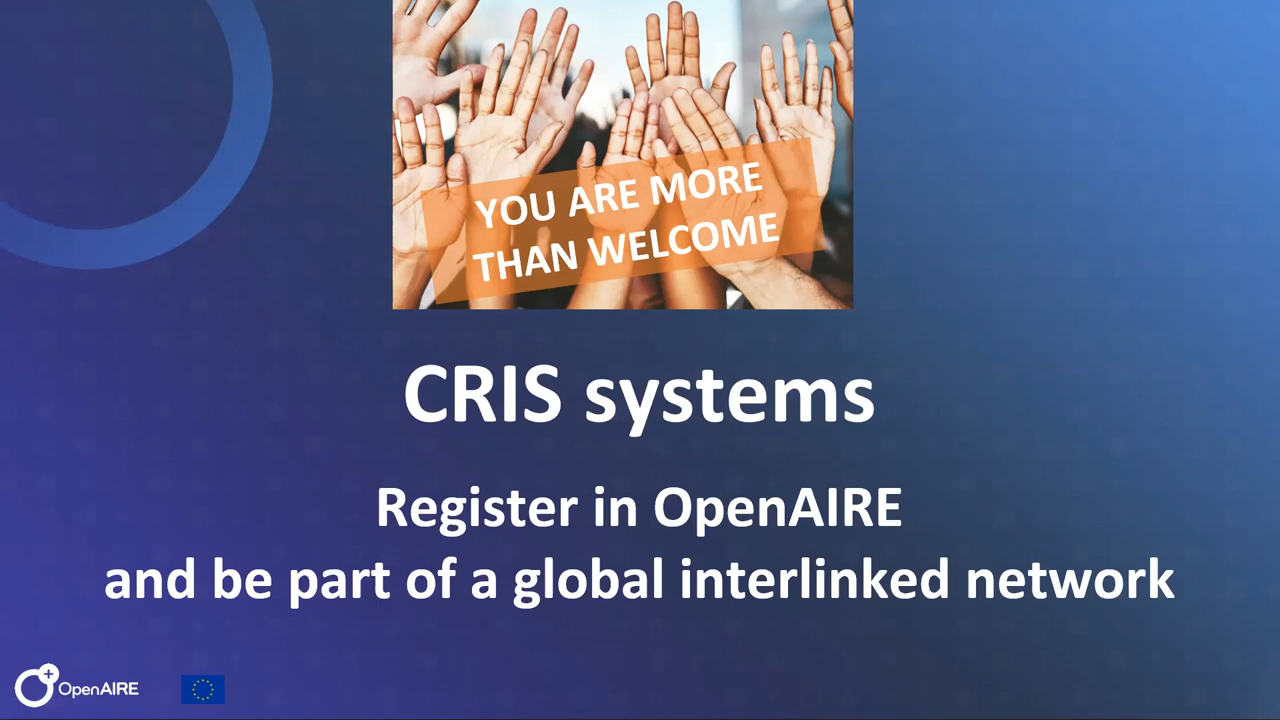 YOU ARE MORE
THAN WELCOME
CRIS systems
Register in OpenAIRE
and be part of a global interlinked network
OpenAIRE